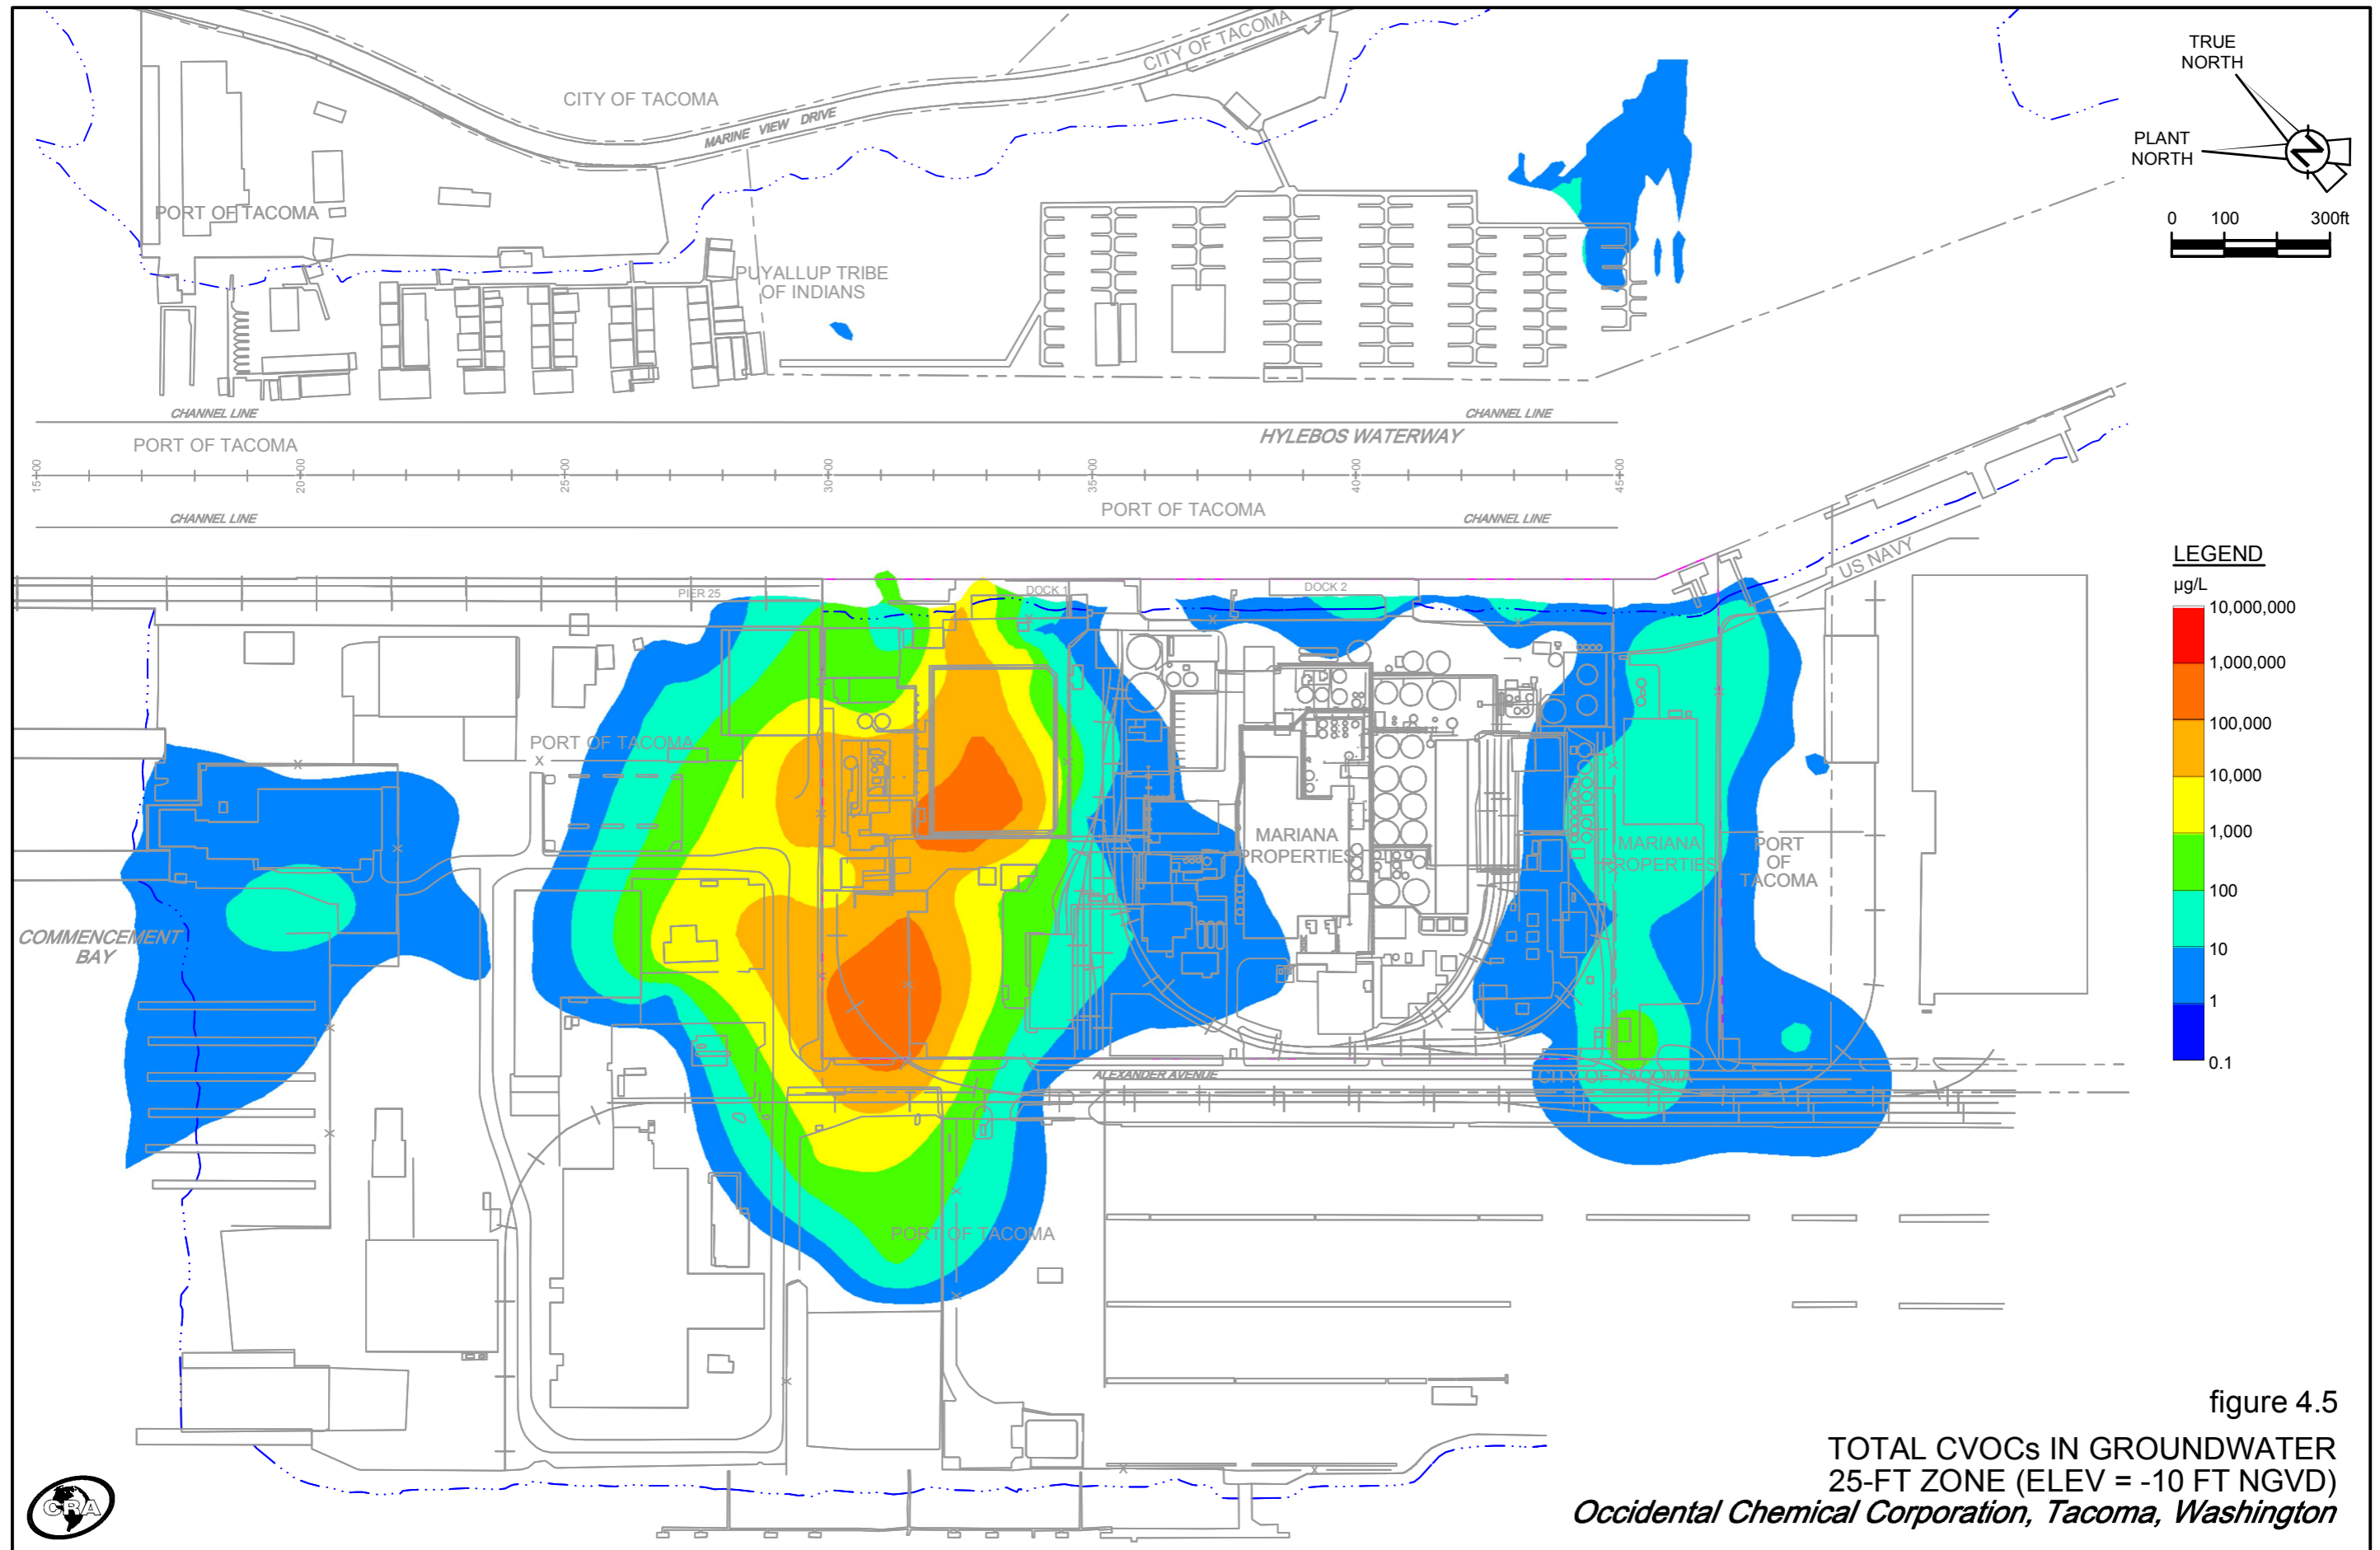 CITY OF TACOMA
TRUE
NORTH
CITY OF TACOMA
MARINE VIEW DRIVE
PLANT
NORTH
N
PORT OF TACOMA
0 100 300ft
PUYALLUP TRIBE
OF INDIANS
CHANNEL LINE
CHANNEL LINE
PORT OF TACOMA
HYLEBOS WATERWAY
15+00
20+00
25+00
30+00
35+00
40+00
45+00
PORT OF TACOMA
CHANNEL LINE
CHANNEL LINE
US NAVY
LEGEND
µg/L
10,000,000
1,000,000
100,000
10,000
1,000
100
10
1
0.1
PIER 25
DOCK 1
DOCK 2
PORT OF TACOMA
MARIANA
PROPERTIES
MARIANA
PROPERTIES
PORT
OF
TACOMA
COMMENCEMENT
BAY
ALEXANDER AVENUE
CITY OF TACOMA
PORT OF TACOMA
figure 4.5
TOTAL CVOCs IN GROUNDWATER
25-FT ZONE (ELEV = -10 FT NGVD)
Occidental Chemical Corporation, Tacoma, Washington
CRA